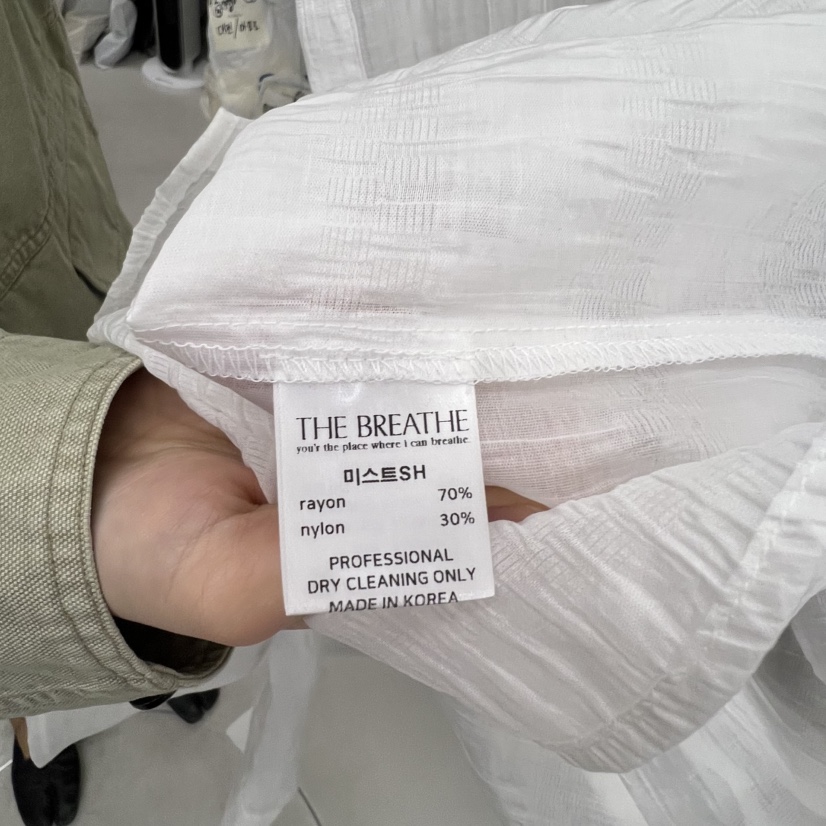 THE BREATHE
you'r the place where i can breathe.
미스트SH
rayon 70%
nylon 30%
PROFESSIONAL
DRY CLEANING ONLY
MADE IN KOREA